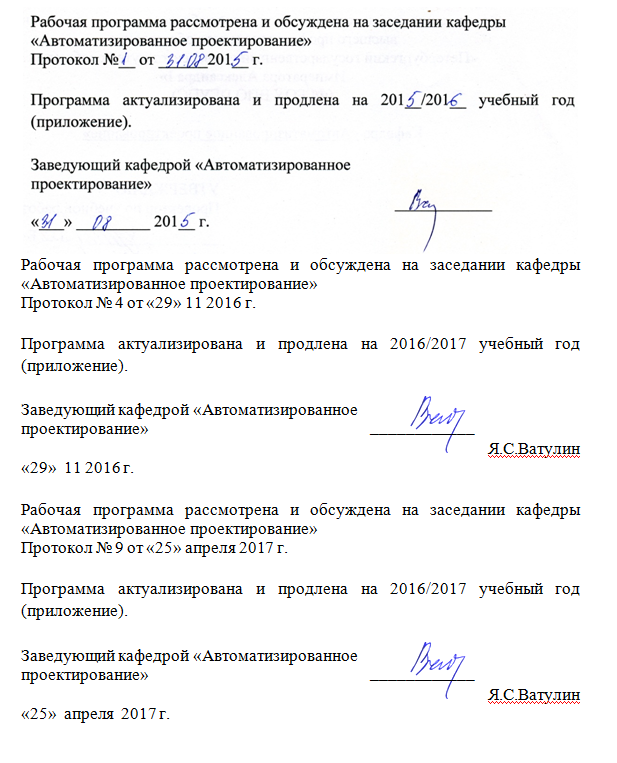 Рабочая программа рассмотрена и обсуждена на заседании кафедры
«Автоматизированное проектирование»
Протокол № 1 от 31.08 2015 г.
Программа актуализирована и продлена на 2015/2016 учебный год
(приложение).
Заведующий кафедрой «Автоматизированное
проектирование»
«31» 08 2015 г.
Рабочая программа рассмотрена и обсуждена на заседании кафедры
«Автоматизированное проектирование»
Протокол № 4 от «29» 11 2016 г.
Программа актуализирована и продлена на 2016/2017 учебный год
(приложение).
Заведующий кафедрой «Автоматизированное
проектирование» ____________
Я.С.Ватулин
«29» 11 2016 г.
Рабочая программа рассмотрена и обсуждена на заседании кафедры
«Автоматизированное проектирование»
Протокол № 9 от «25» апреля 2017 г.
Программа актуализирована и продлена на 2016/2017 учебный год
(приложение).
Заведующий кафедрой «Автоматизированное
проектирование» ____________
Я.С.Ватулин
«25» апреля 2017 г.